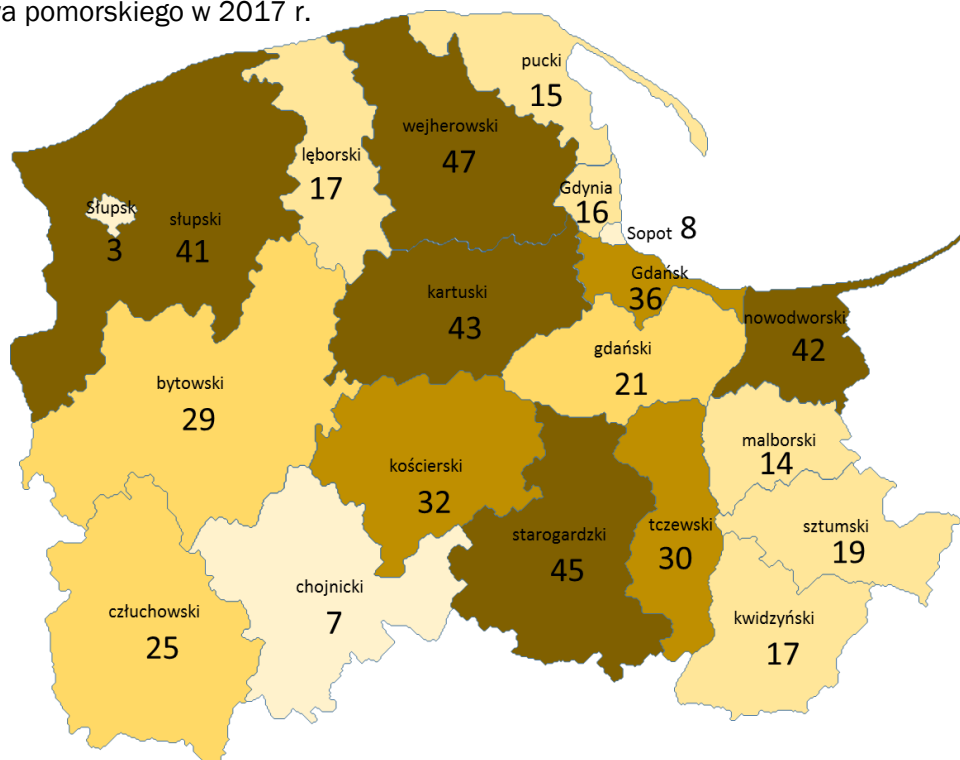 a pomorskiego w 2017 r.
pucki
15
wejherowski
47
lęborski
17
Gdynia
16
Słupsk
3
słupski
41
Sopot 8
Gdańsk
36
kartuski
43
nowodworski
42
gdański
21
bytowski
29
malborski
14
kościerski
32
starogardzki
45
tczewski
30
sztumski
19
chojnicki
7
człuchowski
25
kwidzyński
17